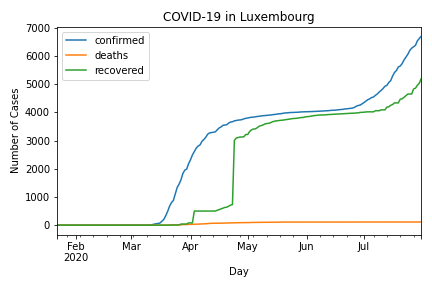 COVID-19 in Luxembourg
confirmed
deaths
recovered
Number of Cases
7000
6000
5000
4000
3000
2000
1000
0
Feb Mar Apr May Jun Jul
2020
Day